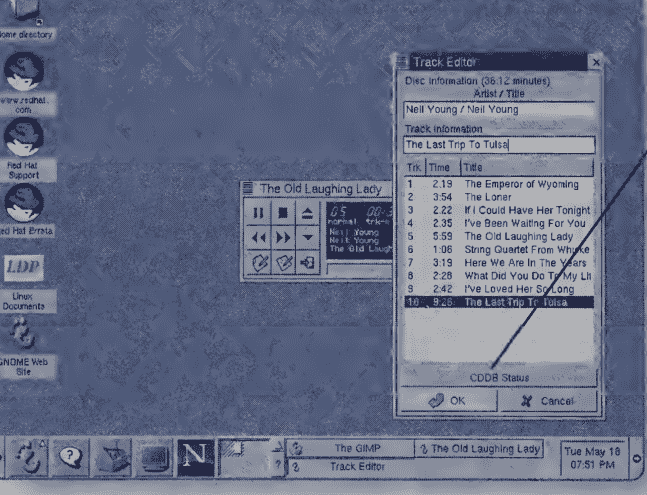 Home directory
www.redhat.
com
Red Hat
Support
Red Hat Errata
LDP
Linux
Documents
GNOME Web
Site
The Old Laughing Lady
05
normal
Neil Young
Neil Young
The Old Laugh
Track Editor
Disc Information (36:12 minutes)
Artist / Title
Neil Young / Neil Young
Track Information
The Last Trip To Tulsa
Trk Time Title
1 2:19 The Emperor of Wyoming
2 3:54 The Loner
3 2:22 If I Could Have Her Tonight
4 2:35 I've Been Waiting For You
5 5:59 The Old Laughing Lady
6 1:06 String Quartet From Whiske
7 3:19 Here We Are In The Years
8 2:28 What Did You Do To My Lif
9 2:42 I've Loved Her So Long
10 9:26 The Last Trip To Tulsa
CDDB Status
OK Cancel
N
The GIMP
The Old Laughing Lady
Track Editor
Tue May 18
07:51 PM